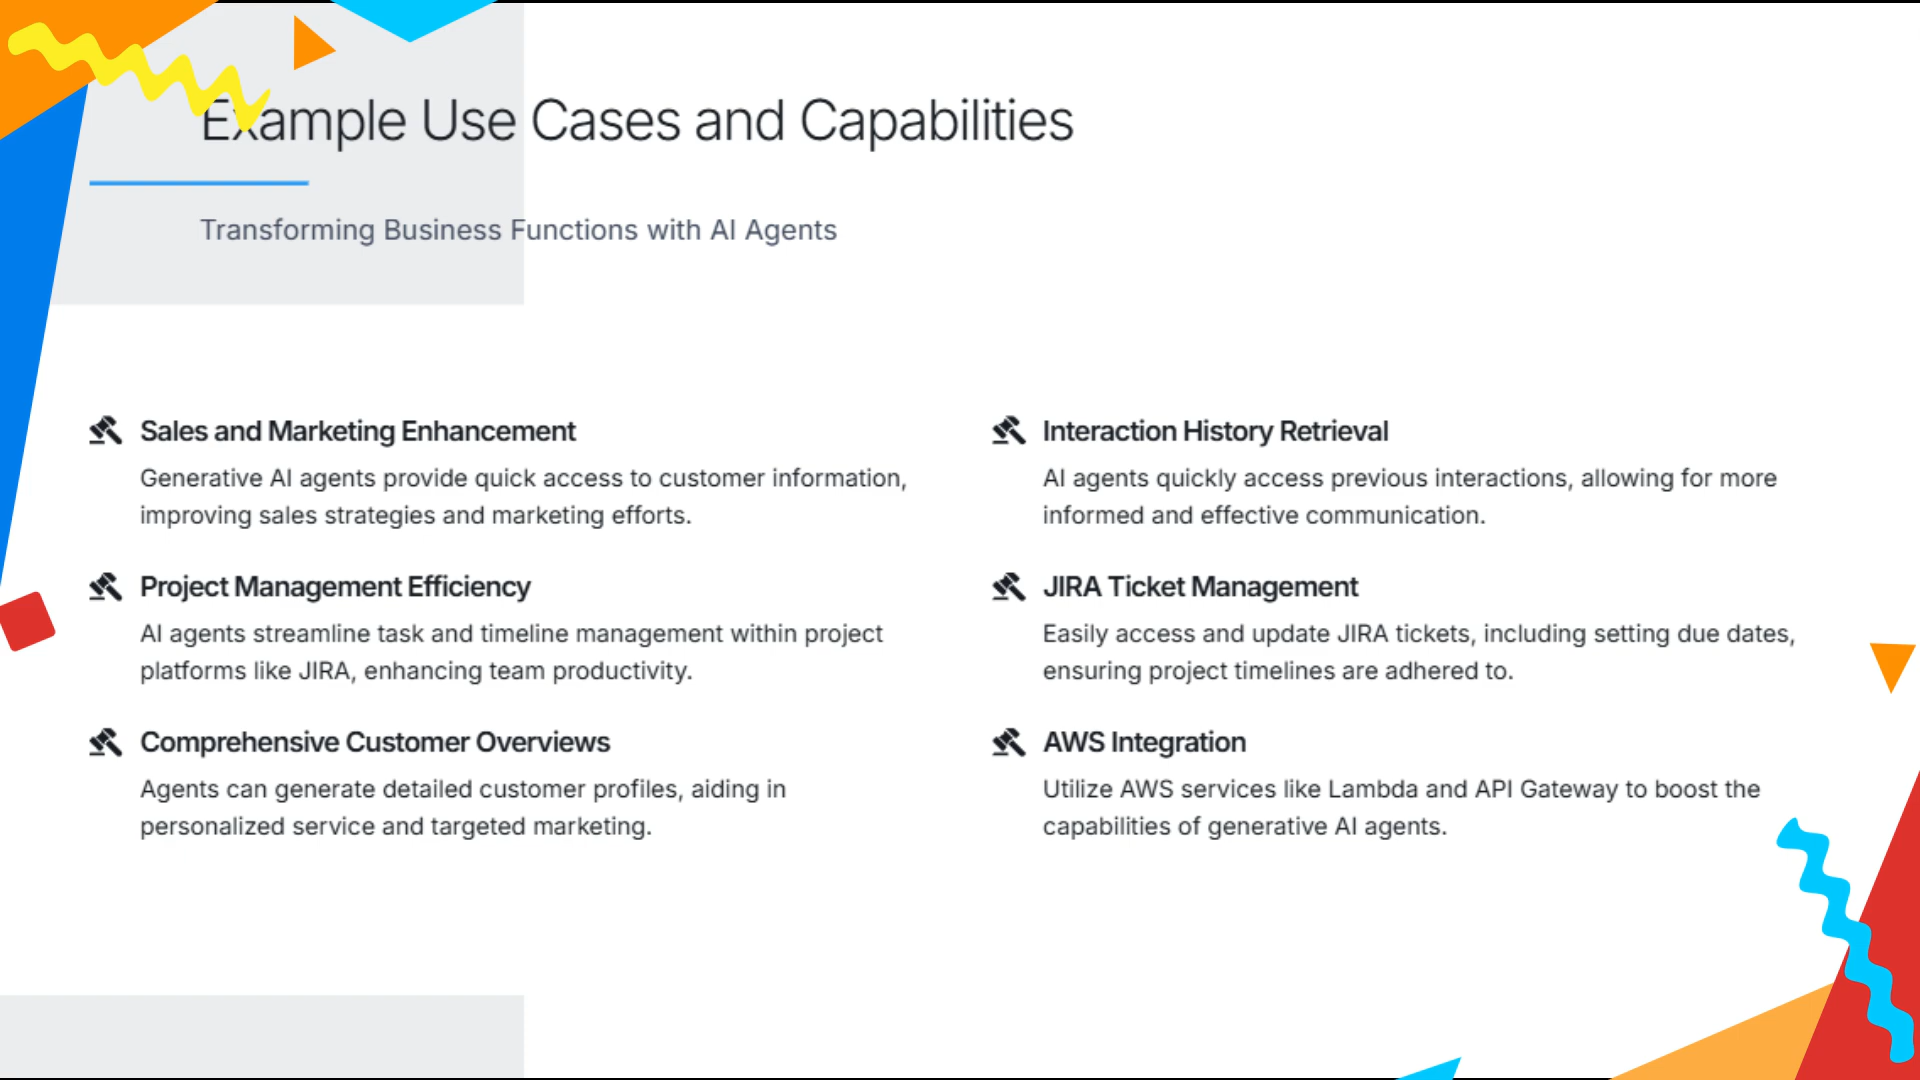 Example Use Cases and Capabilities
Transforming Business Functions with AI Agents
Sales and Marketing Enhancement
Generative AI agents provide quick access to customer information,
improving sales strategies and marketing efforts.
Project Management Efficiency
AI agents streamline task and timeline management within project
platforms like JIRA, enhancing team productivity.
Comprehensive Customer Overviews
Agents can generate detailed customer profiles, aiding in
personalized service and targeted marketing.
Interaction History Retrieval
AI agents quickly access previous interactions, allowing for more
informed and effective communication.
JIRA Ticket Management
Easily access and update JIRA tickets, including setting due dates,
ensuring project timelines are adhered to.
AWS Integration
Utilize AWS services like Lambda and API Gateway to boost the
capabilities of generative AI agents.